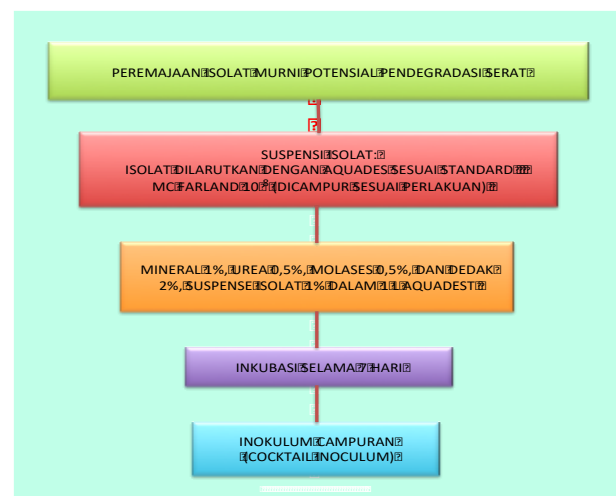 PEREMAJAAN ISOLAT MURNI POTENSIAL PENDEGRADASI SERAT
SUSPENSI ISOLAT:
ISOLAT DILARUTKAN DENGAN AQUADES SESUAI STANDARD
MC FARLAND 10⁸ (DICAMPUR SESUAI PERLAKUAN)
MINERAL 1%, UREA 0,5%, MOLASES 0,5%, DAN DEDAK
2%, SUSPENSE ISOLAT 1% DALAM 1 L AQUADEST
INKUBASI SELAMA 7 HARI
INOKULUM CAMPURAN
(COCKTAIL INOCULUM)